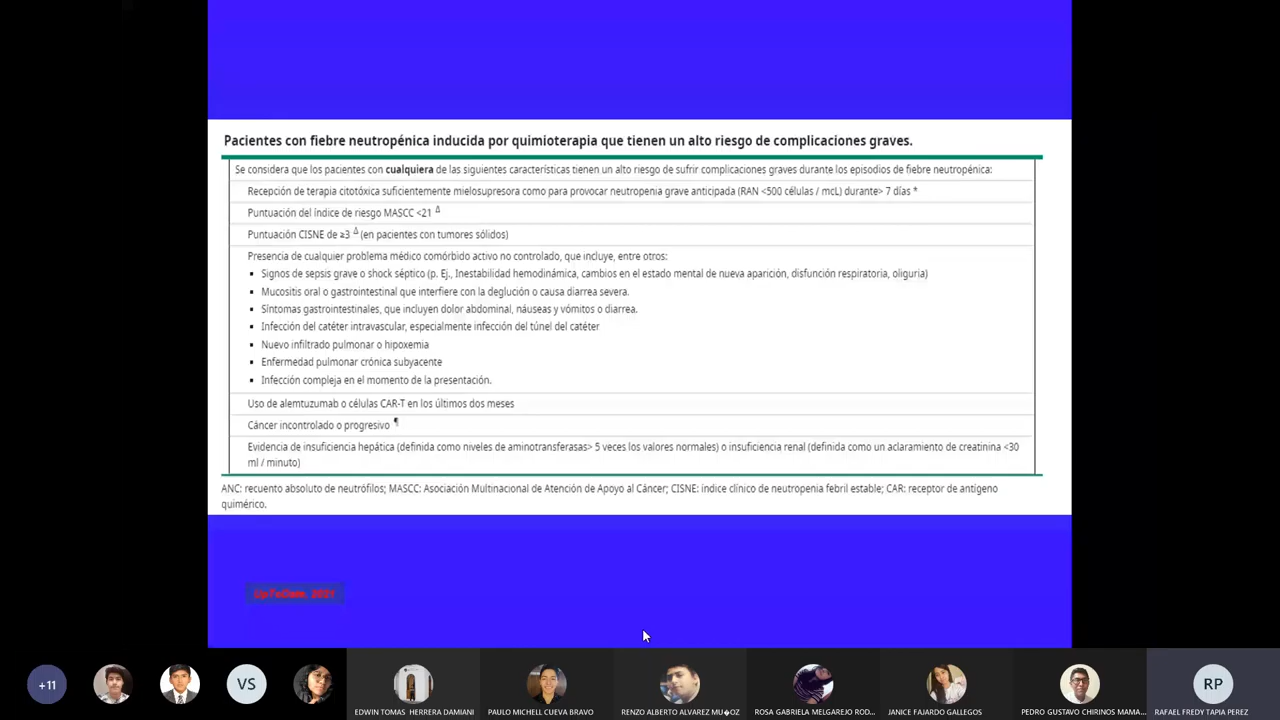 Pacientes con fiebre neutropénica inducida por quimioterapia que tienen un alto riesgo de complicaciones graves.
Se considera que los pacientes con cualquiera de las siguientes características tienen un alto riesgo de sufrir complicaciones graves durante los episodios de fiebre neutropénica:
Recepción de terapia citotóxica suficientemente mielosupresora como para provocar neutropenia grave anticipada (RAN <500 células / mcL) durante> 7 días *
Puntuación del índice de riesgo MASCC <21 Δ
Puntuación CISNE de ≥3 Δ (en pacientes con tumores sólidos)
Presencia de cualquier problema médico comórbido activo no controlado, que incluye, entre otros:
▪ Signos de sepsis grave o shock séptico (p. Ej., Inestabilidad hemodinámica, cambios en el estado mental de nueva aparición, disfunción respiratoria, oliguria)
▪ Mucositis oral o gastrointestinal que interfiere con la deglución o causa diarrea severa.
▪ Síntomas gastrointestinales, que incluyen dolor abdominal, náuseas y vómitos o diarrea.
▪ Infección del catéter intravascular, especialmente infección del túnel del catéter
▪ Nuevo infiltrado pulmonar o hipoxemia
▪ Enfermedad pulmonar crónica subyacente
▪ Infección compleja en el momento de la presentación.
Uso de alemtuzumab o células CAR-T en los últimos dos meses
Cáncer incontrolado o progresivo ¶
Evidencia de insuficiencia hepática (definida como niveles de aminotransferasas> 5 veces los valores normales) o insuficiencia renal (definida como un aclaramiento de creatinina <30
ml / minuto)
ANC: recuento absoluto de neutrófilos; MASCC: Asociación Multinacional de Atención de Apoyo al Cáncer; CISNE: índice clínico de neutropenia febril estable; CAR: receptor de antígeno
quimérico.
UpToDate. 2021
+11
VS
RP
EDWIN TOMAS HERRERA DAMIANI
PAULO MICHELL CUEVA BRAVO
RENZO ALBERTO ALVAREZ MU�OZ
ROSA GABRIELA MELGAREJO ROD...
JANICE FAJARDO GALLEGOS
PEDRO GUSTAVO CHIRINOS MAMA...
RAFAEL FREDY TAPIA PEREZ